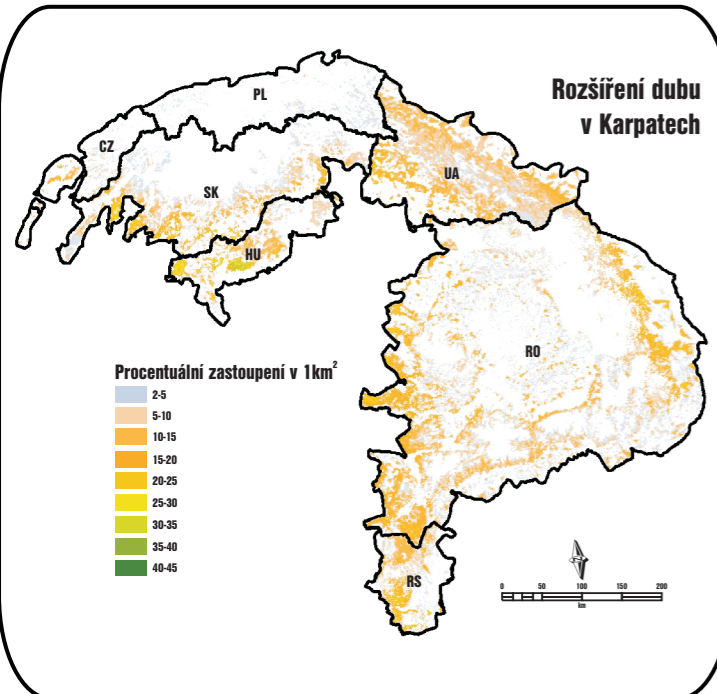 Rozšíření dubu
v Karpatech
PL
CZ
SK
UA
HU
RO
RS
Procentuální zastoupení v 1km²
2-5
5-10
10-15
15-20
20-25
25-30
30-35
35-40
40-45
0 50 100 150 200
km